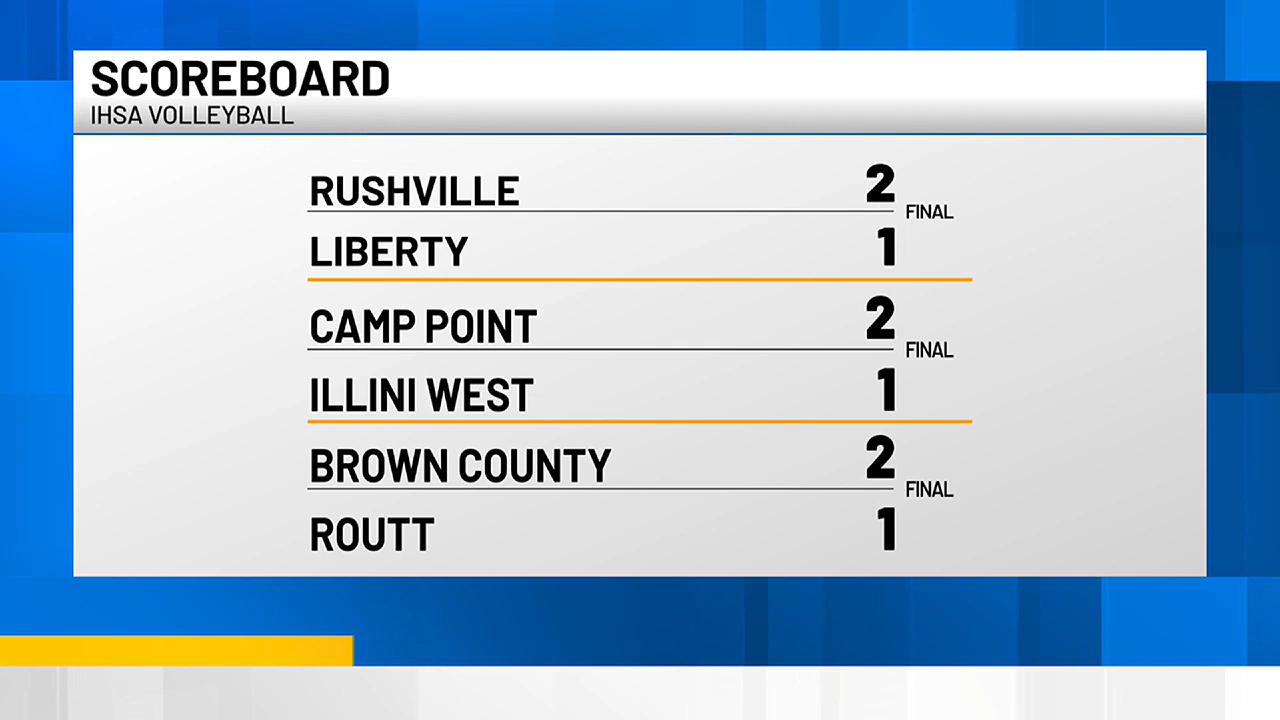 SCOREBOARD
IHSA VOLLEYBALL
RUSHVILLE 2
FINAL
LIBERTY 1
CAMP POINT 2
FINAL
ILLINI WEST 1
BROWN COUNTY 2
FINAL
ROUTT 1